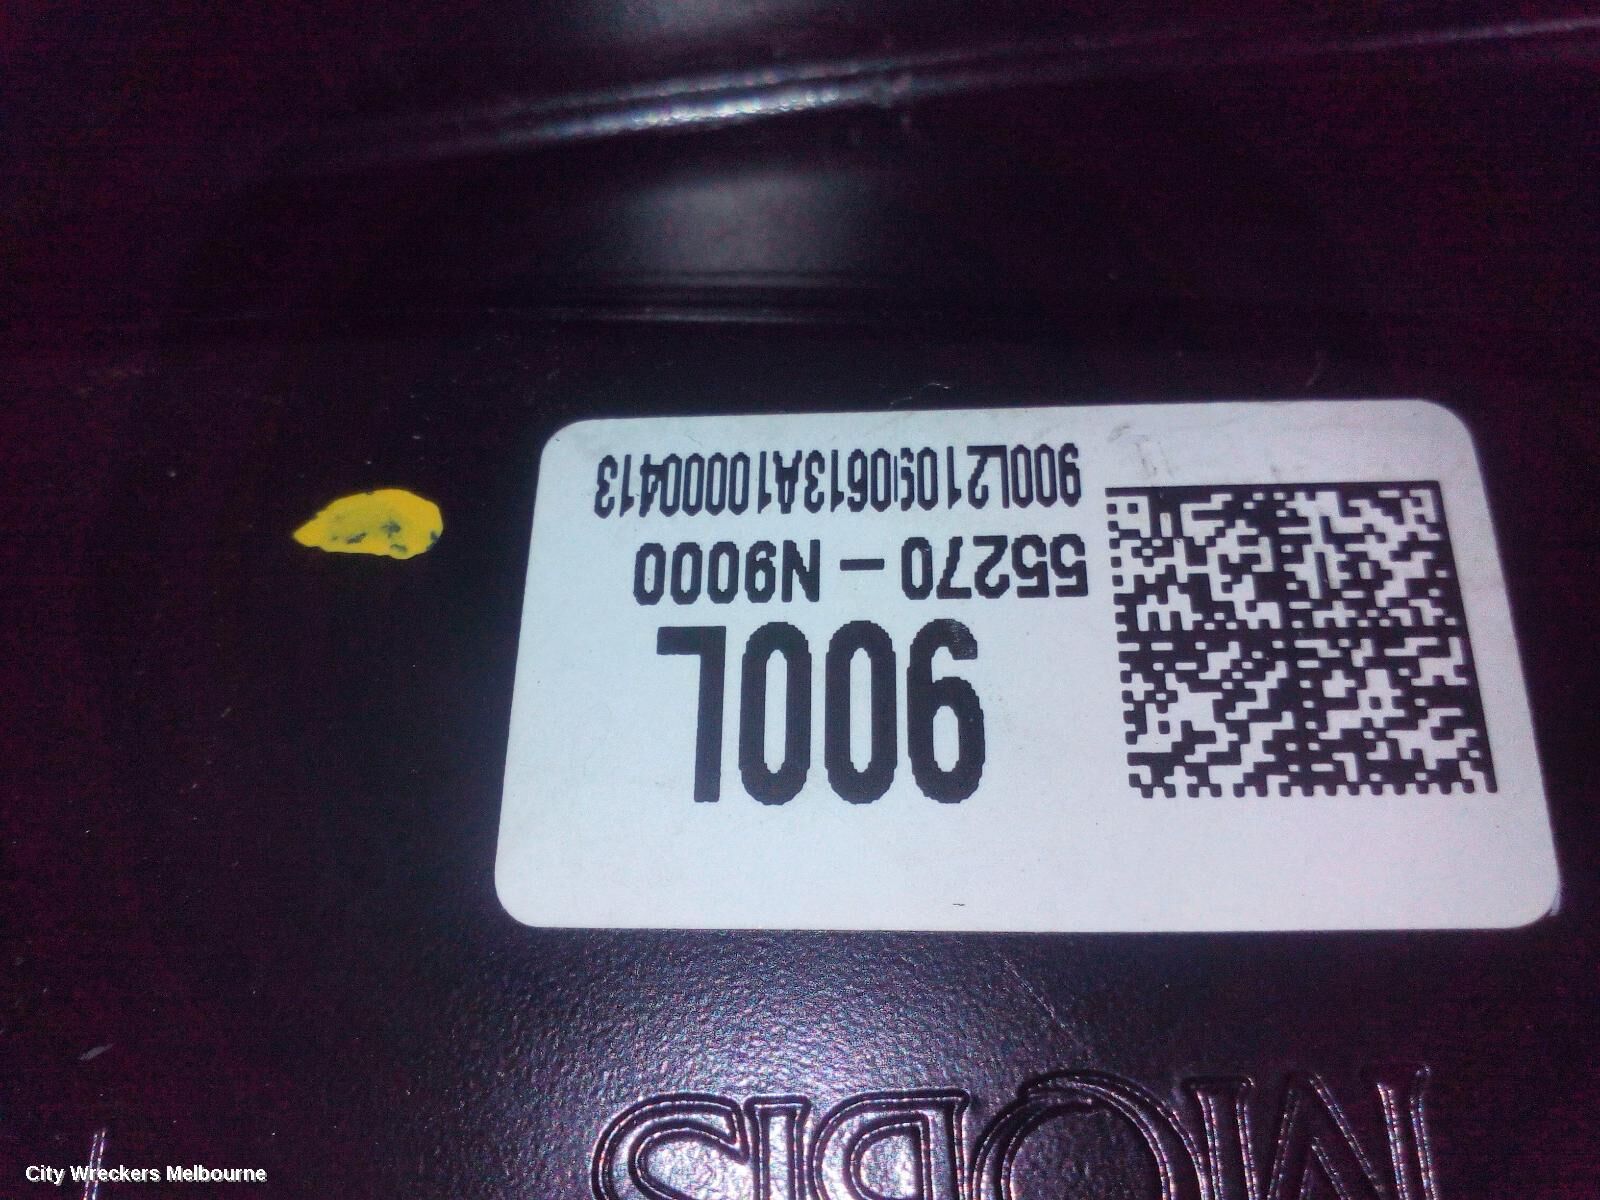 MOBIS
900L
55270-N9000
900L21090613A10000413
City Wreckers Melbourne